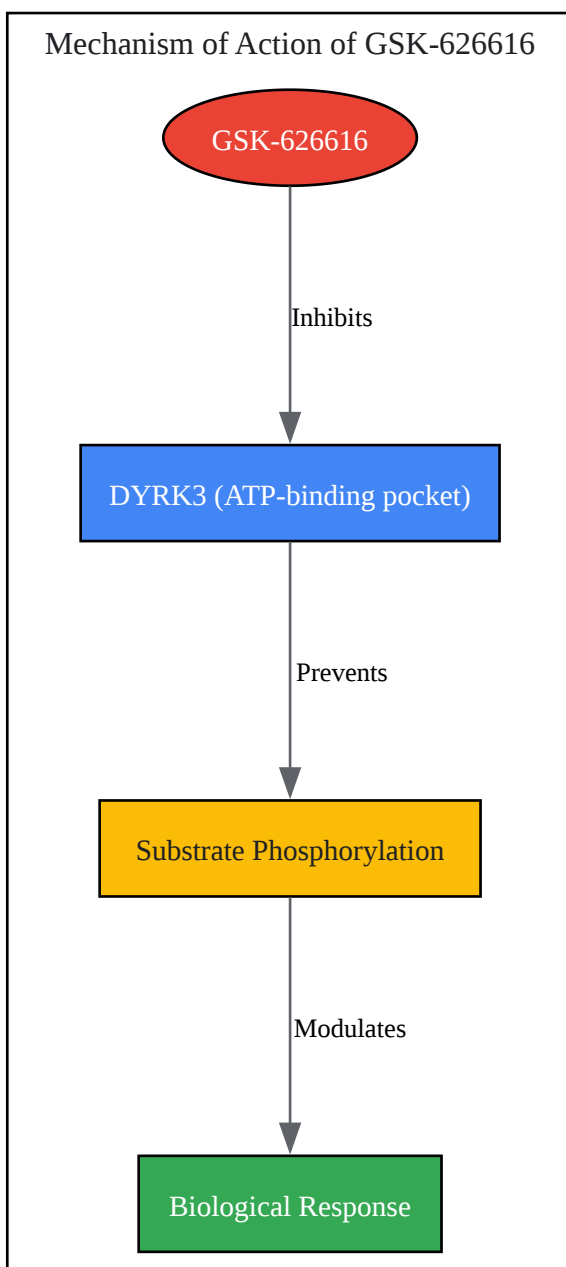 Mechanism of Action of GSK-626616
GSK-626616
Inhibits
DYRK3 (ATP-binding pocket)
Prevents
Substrate Phosphorylation
Modulates
Biological Response